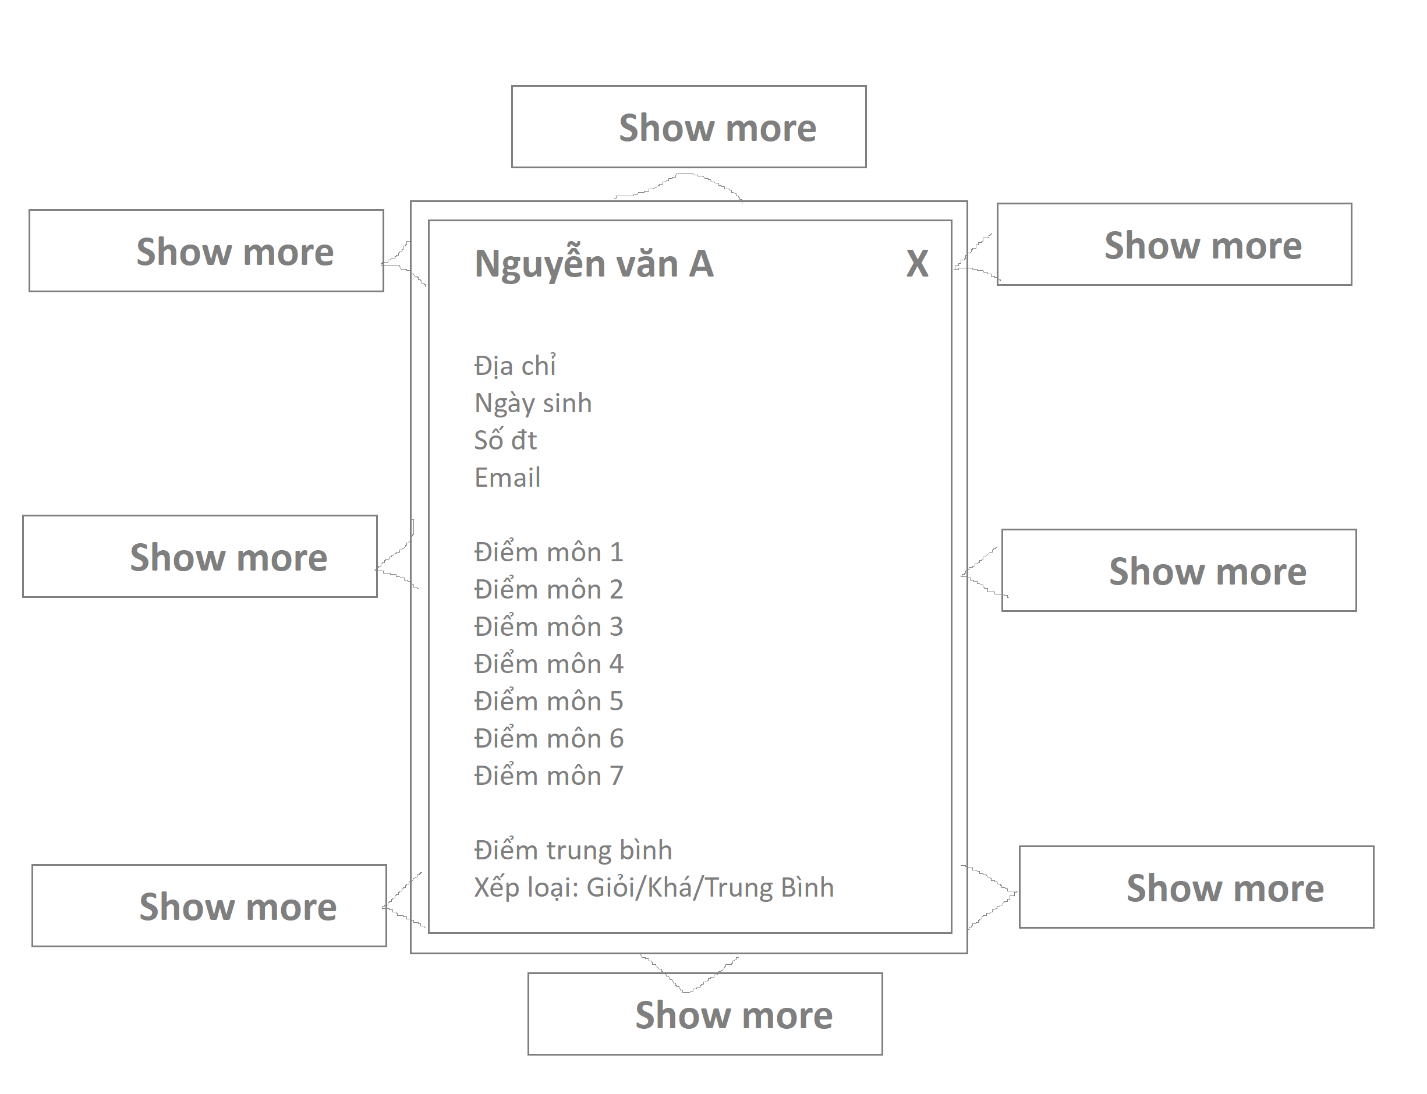 Show more
Show more
Show more
Nguyễn văn A X
Địa chỉ
Ngày sinh
Số đt
Email
Show more
Show more
Điểm môn 1
Điểm môn 2
Điểm môn 3
Điểm môn 4
Điểm môn 5
Điểm môn 6
Điểm môn 7
Điểm trung bình
Xếp loại: Giỏi/Khá/Trung Bình
Show more
Show more
Show more